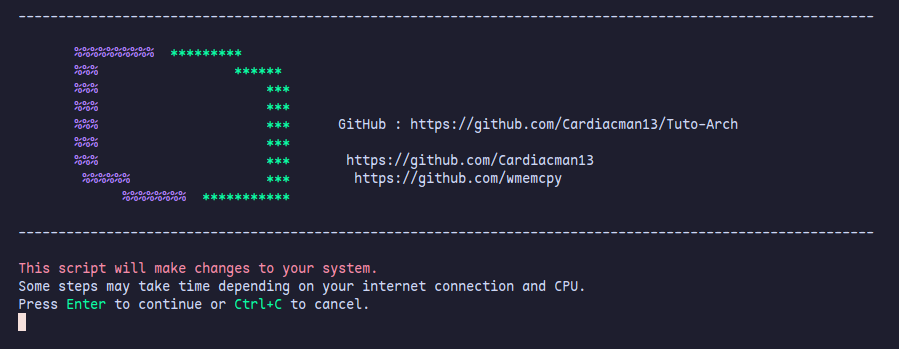 GitHub : https://github.com/Cardiacman13/Tuto-Arch
https://github.com/Cardiacman13
https://github.com/wmemcpy
This script will make changes to your system.
Some steps may take time depending on your internet connection and CPU.
Press Enter to continue or Ctrl+C to cancel.